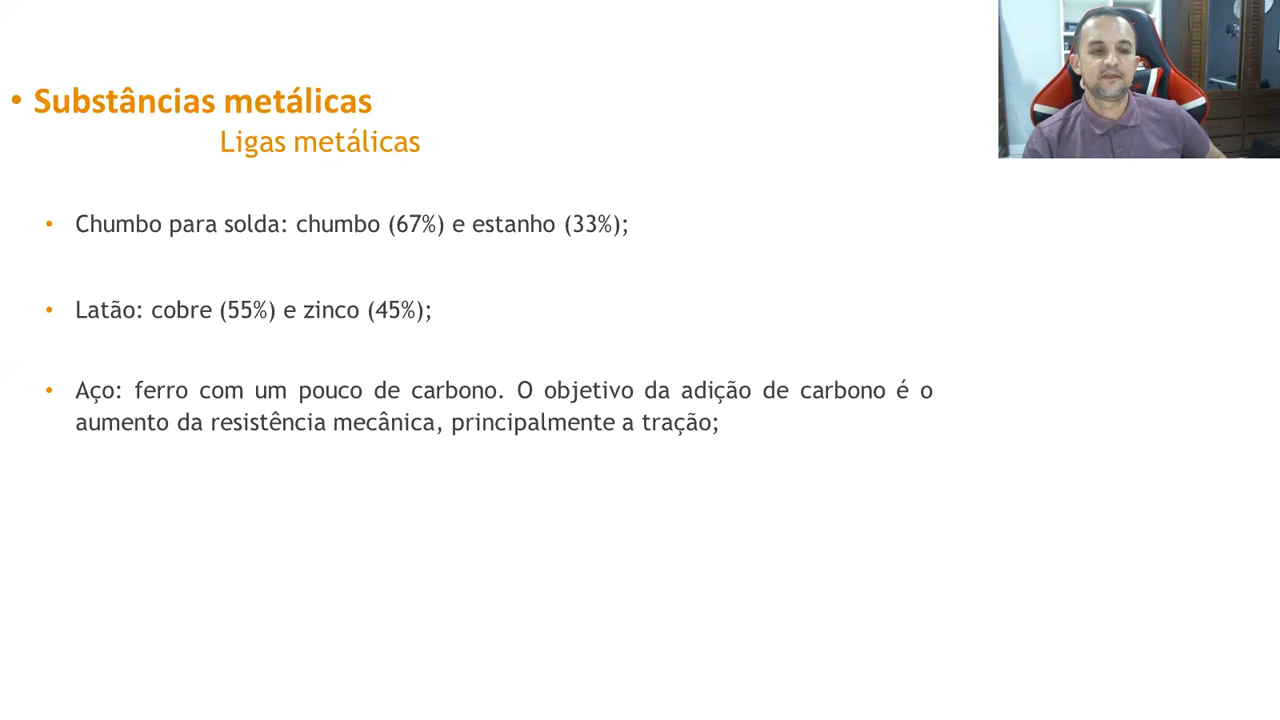 • Substâncias metálicas
Ligas metálicas
• Chumbo para solda: chumbo (67%) e estanho (33%);
• Latão: cobre (55%) e zinco (45%);
• Aço: ferro com um pouco de carbono. O objetivo da adição de carbono é o
aumento da resistência mecânica, principalmente a tração;